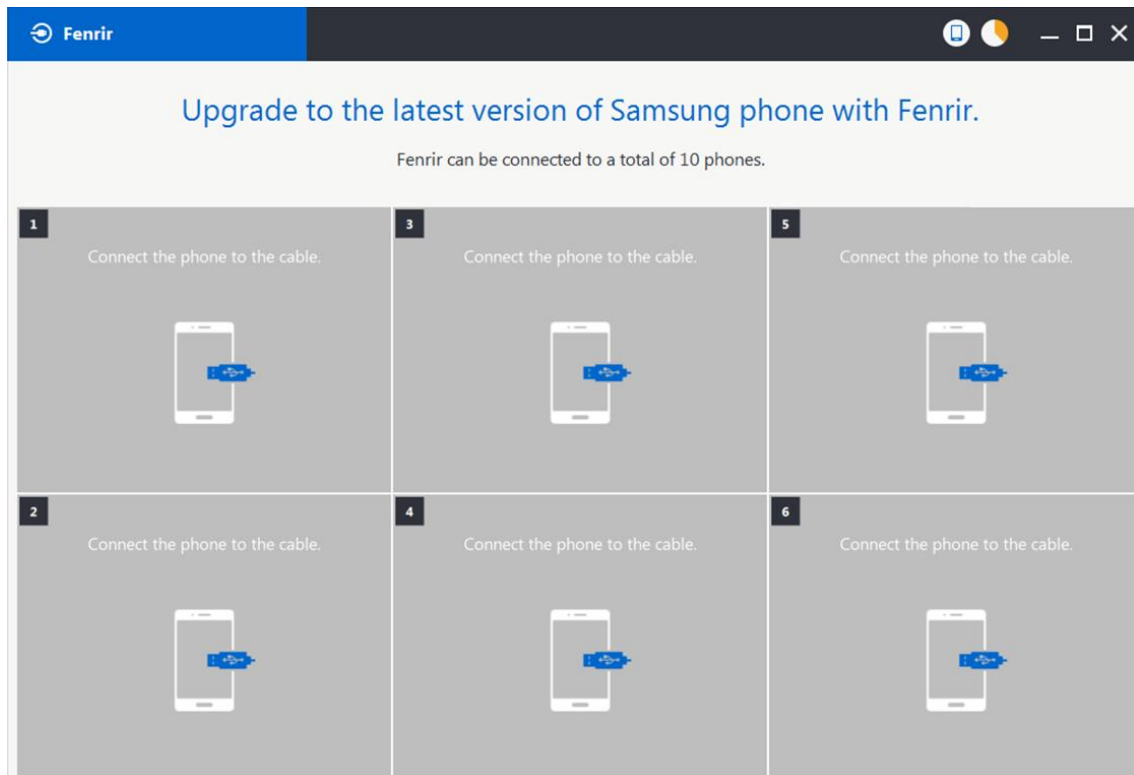 Fenrir
Upgrade to the latest version of Samsung phone with Fenrir.
Fenrir can be connected to a total of 10 phones.
1
Connect the phone to the cable.
3
Connect the phone to the cable.
5
Connect the phone to the cable.
2
Connect the phone to the cable.
4
Connect the phone to the cable.
6
Connect the phone to the cable.